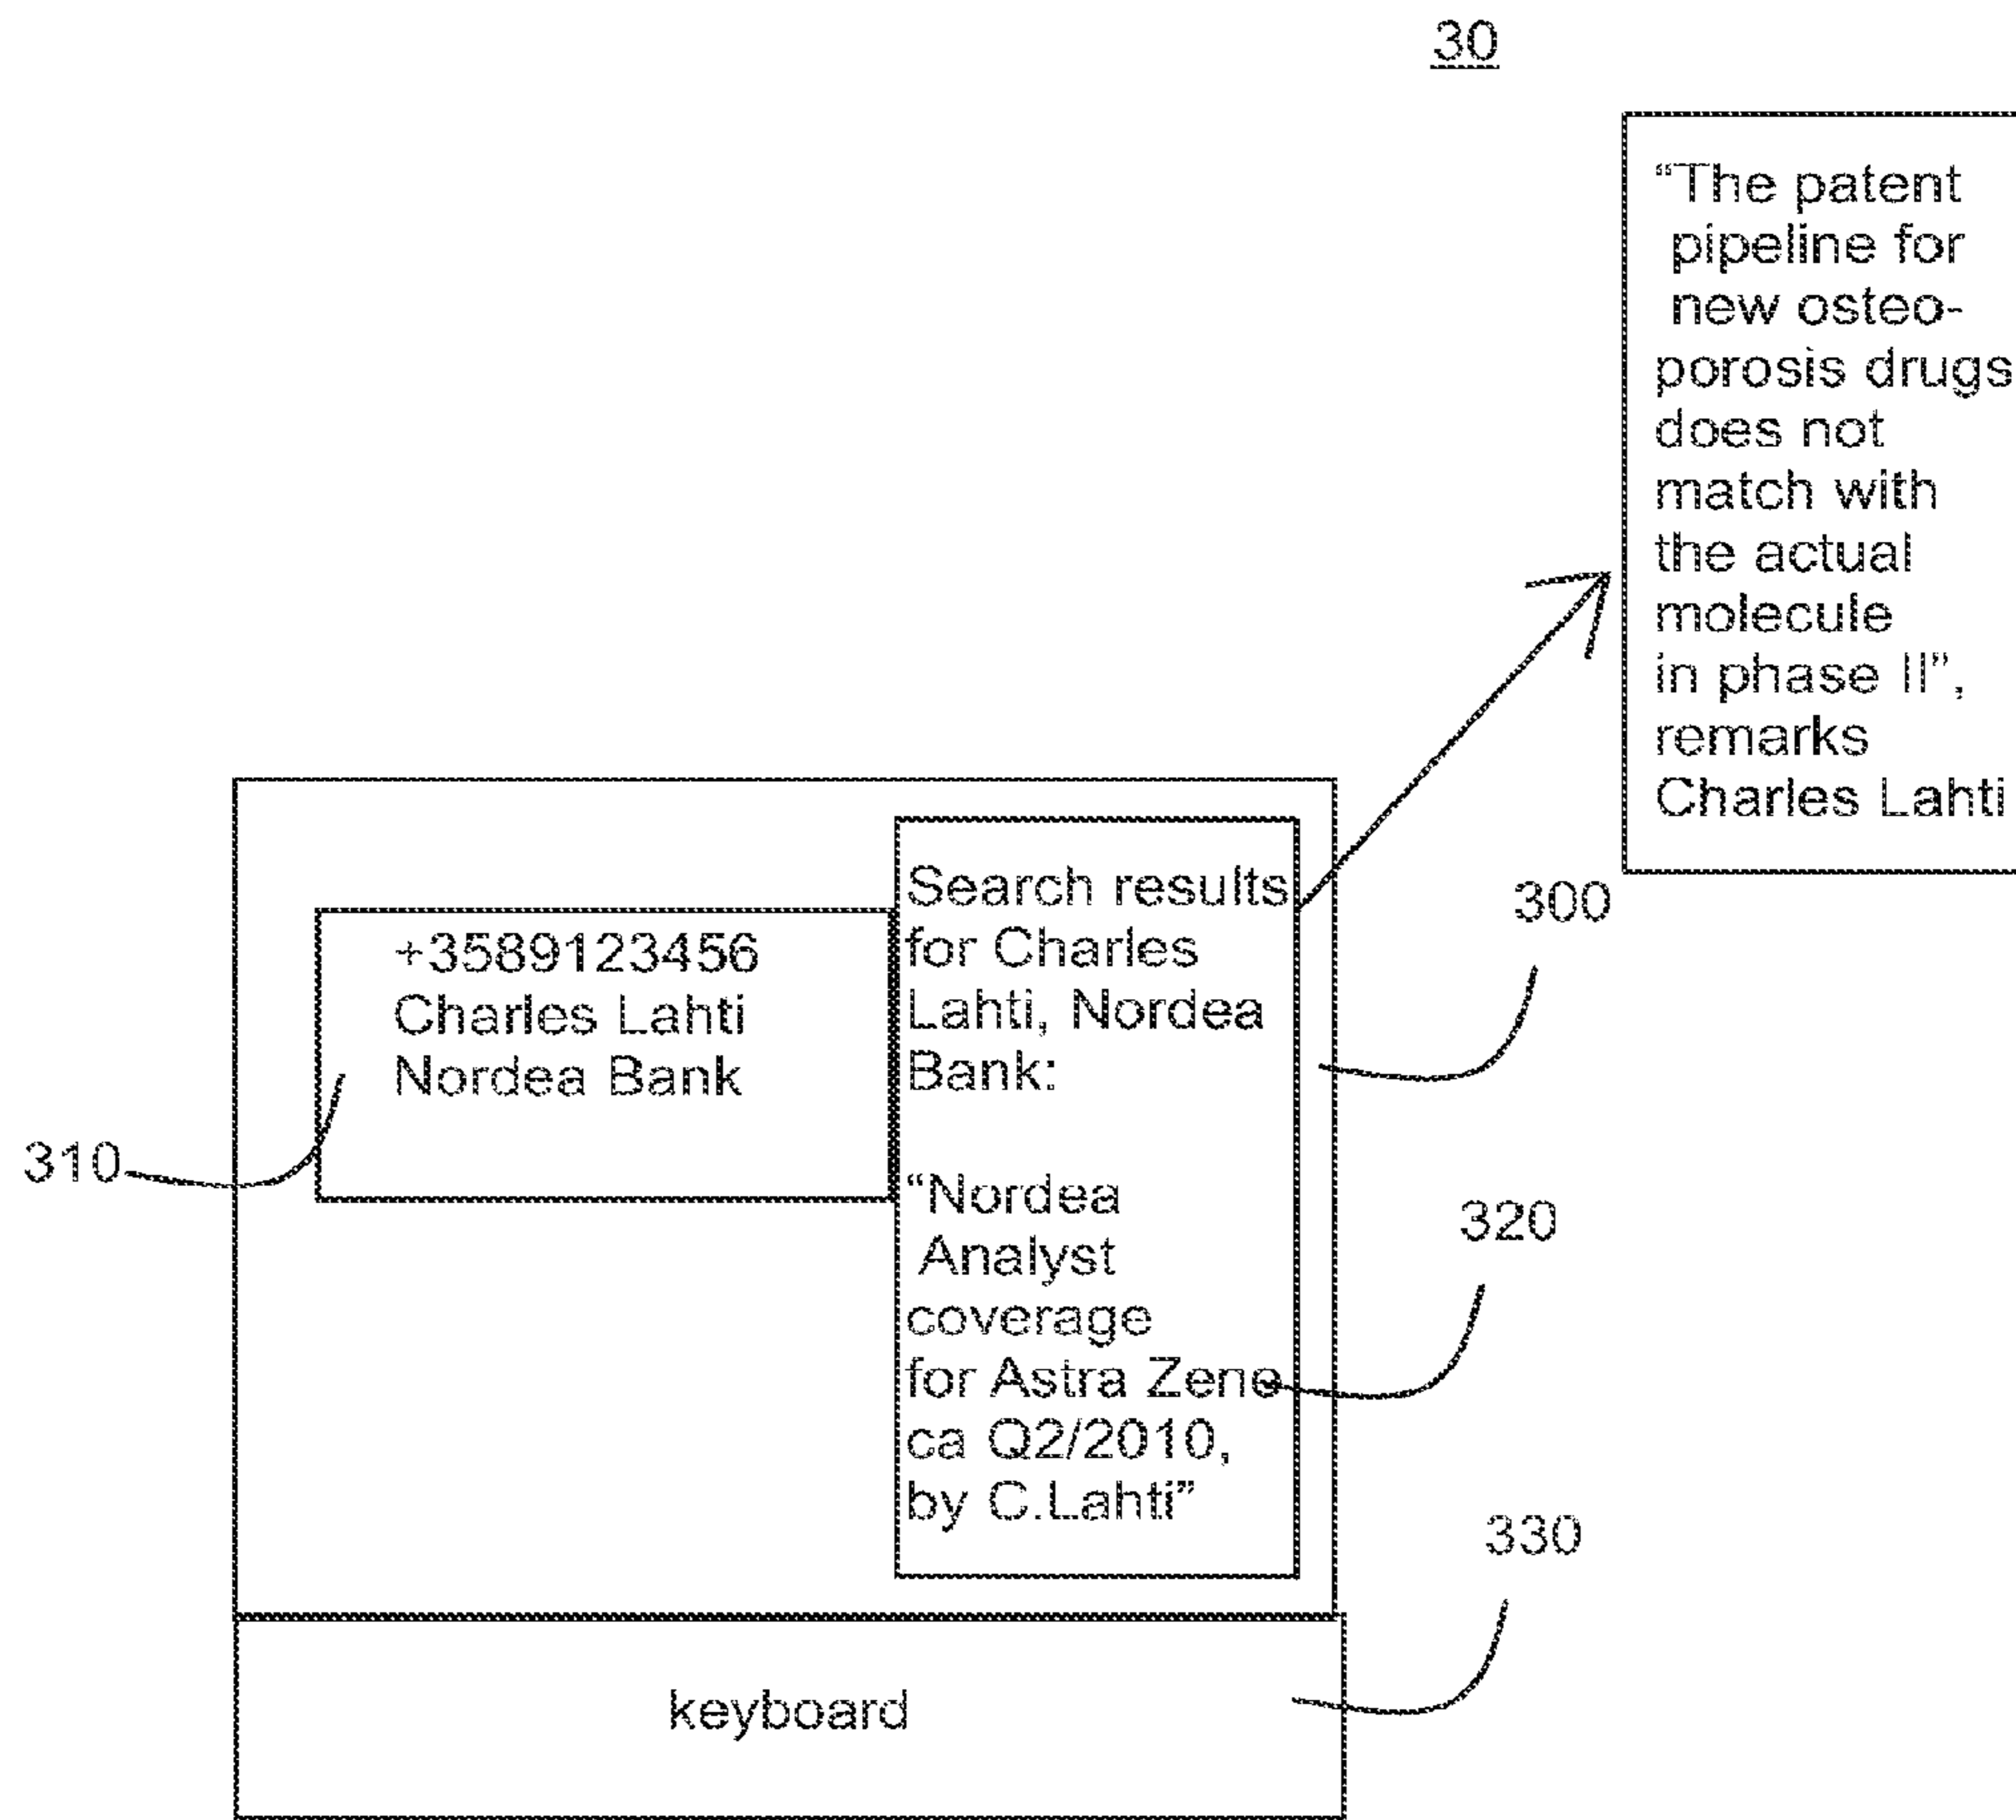 30
“The patent
pipeline for
new osteo-
porosis drugs
does not
match with
the actual
molecule
in phase II”,
remarks
Charles Lahti
300
+3589123456
Charles Lahti
Nordea Bank
310
Search results
for Charles
Lahti, Nordea
Bank:
“Nordea
Analyst
coverage
for Astra Zene
ca Q2/2010,
by C.Lahti”
320
330
keyboard